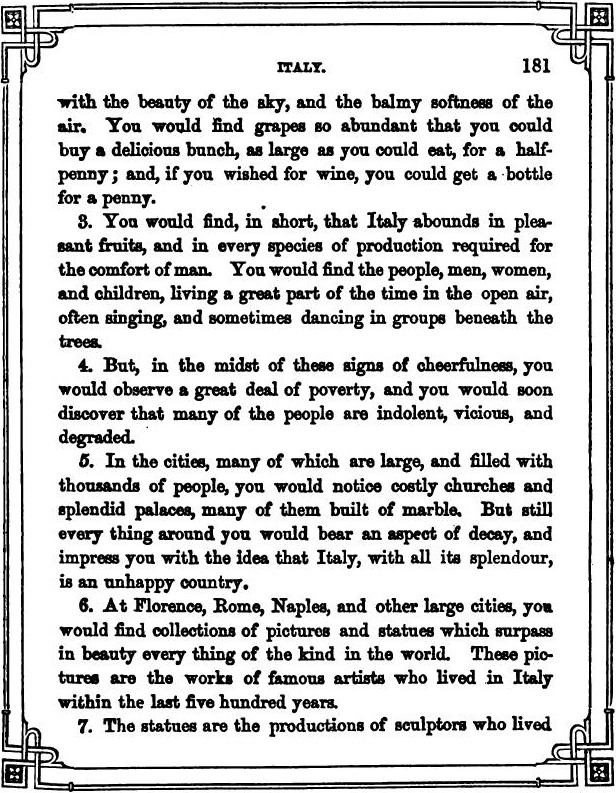 ITALY. 181
with the beauty of the sky, and the balmy softness of the
air. You would find grapes so abundant that you could
buy a delicious bunch, as large as you could eat, for a half-
penny; and, if you wished for wine, you could get a bottle
for a penny.
3. You would find, in short, that Italy abounds in plea-
sant fruits, and in every species of production required for
the comfort of man. You would find the people, men, women,
and children, living a great part of the time in the open air,
often singing, and sometimes dancing in groups beneath the
trees.
4. But, in the midst of these signs of cheerfulness, you
would observe a great deal of poverty, and you would soon
discover that many of the people are indolent, vicious, and
degraded.
5. In the cities, many of which are large, and filled with
thousands of people, you would notice costly churches and
splendid palaces, many of them built of marble. But still
every thing around you would bear an aspect of decay, and
impress you with the idea that Italy, with all its splendour,
is an unhappy country.
6. At Florence, Rome, Naples, and other large cities, you
would find collections of pictures and statues which surpass
in beauty every thing of the kind in the world. These pic-
tures are the works of famous artists who lived in Italy
within the last five hundred years.
7. The statues are the productions of sculptors who lived